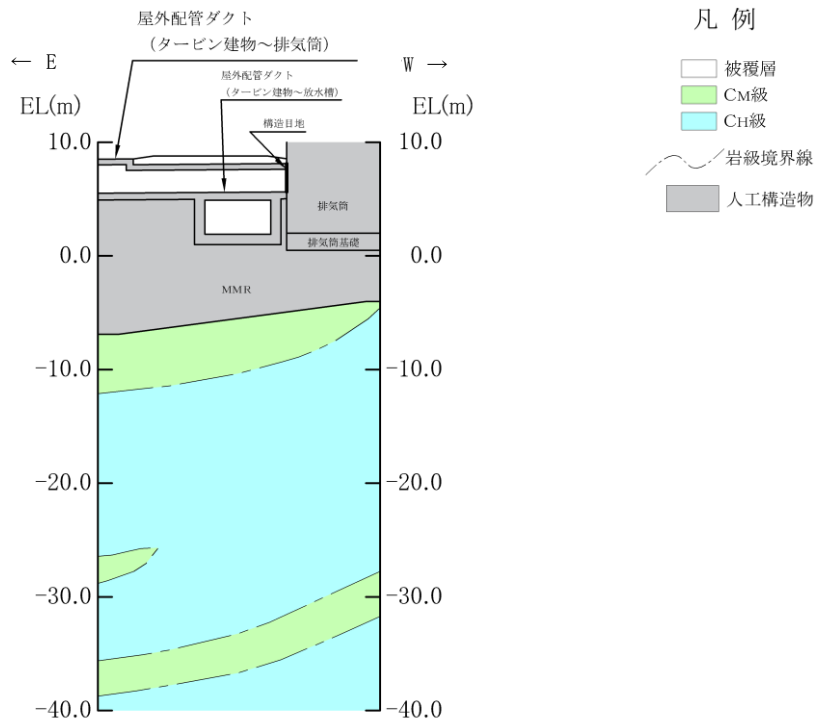 屋外配管ダクト
（タービン建物～排気筒）
← E
W →
屋外配管ダクト
（タービン建物～放水槽）
構造目地
EL(m)
EL(m)
10.0
10.0
排気筒
排気筒基礎
0.0
0.0
MMR
−10.0
−10.0
−20.0
−20.0
−30.0
−30.0
−40.0
−40.0
凡 例
被覆層
CM級
CH級
岩級境界線
人工構造物